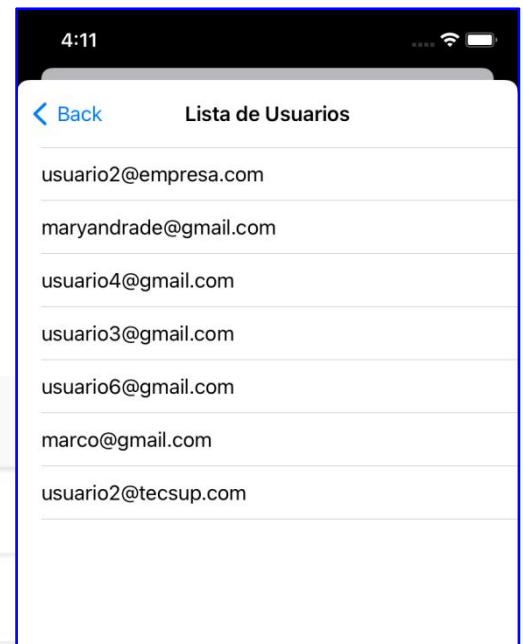 4:11
Back Lista de Usuarios
usuario2@empresa.com
maryandrade@gmail.com
usuario4@gmail.com
usuario3@gmail.com
usuario6@gmail.com
marco@gmail.com
usuario2@tecsup.com